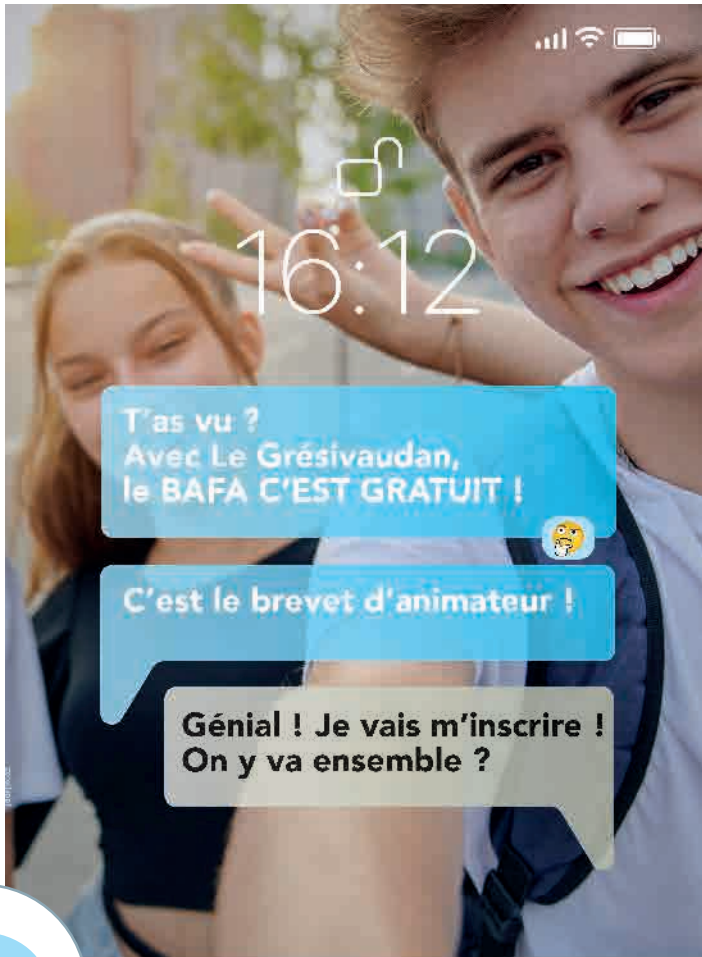 16:12
T'as vu ?
Avec Le Grésivaudan,
le BAFA C'EST GRATUIT !
C'est le brevet d'animateur !
Génial ! Je vais m'inscrire !
On y va ensemble ?